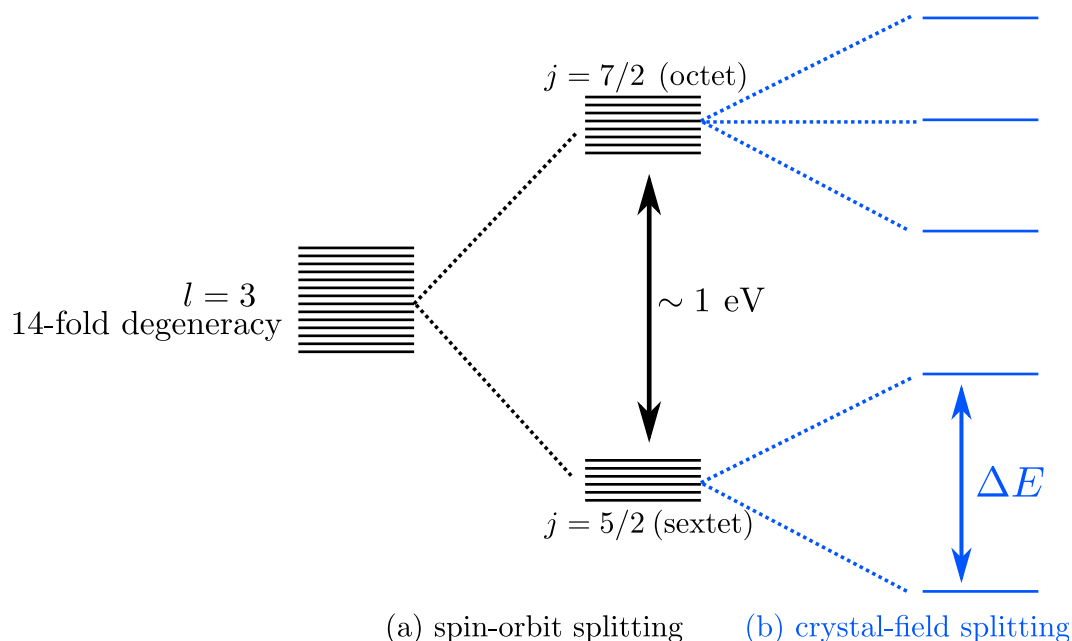 j = 7/2 (octet)
l = 3
14-fold degeneracy
∼ 1 eV
ΔE
j = 5/2 (sextet)
(a) spin-orbit splitting
(b) crystal-field splitting